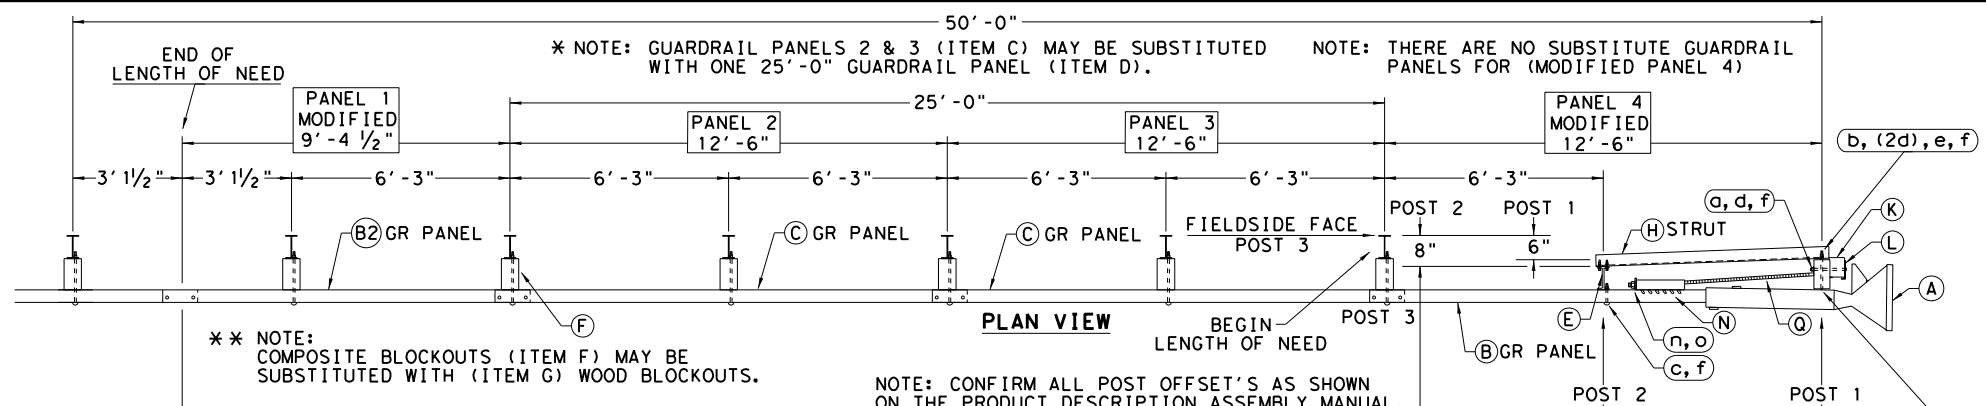 50'-0"
END OF
LENGTH OF NEED
* NOTE: GUARDRAIL PANELS 2 & 3 (ITEM C) MAY BE SUBSTITUTED
WITH ONE 25'-0" GUARDRAIL PANEL (ITEM D).
NOTE: THERE ARE NO SUBSTITUTE GUARDRAIL
PANELS FOR (MODIFIED PANEL 4)
25'-0"
PANEL 1
MODIFIED
9'-4 1/2"
PANEL 2
12'-6"
PANEL 3
12'-6"
PANEL 4
MODIFIED
12'-6"
b, (2d), e, f
3' 1 1/2"
3' 1 1/2"
6'-3"
6'-3"
6'-3"
6'-3"
6'-3"
6'-3"
POST 2
POST 1
a, d, f
K
B2 GR PANEL
C GR PANEL
C GR PANEL
FIELDSIDE FACE
POST 3
8"
6"
H STRUT
L
A
F
PLAN VIEW
BEGIN
LENGTH OF NEED
POST 3
B GR PANEL
E
N
Q
n, o
c, f
** NOTE:
COMPOSITE BLOCKOUTS (ITEM F) MAY BE
SUBSTITUTED WITH (ITEM G) WOOD BLOCKOUTS.
NOTE: CONFIRM ALL POST OFFSET'S AS SHOWN
ON THE PRODUCT DESCRIPTION ASSEMBLY MANUAL
POST 2
POST 1